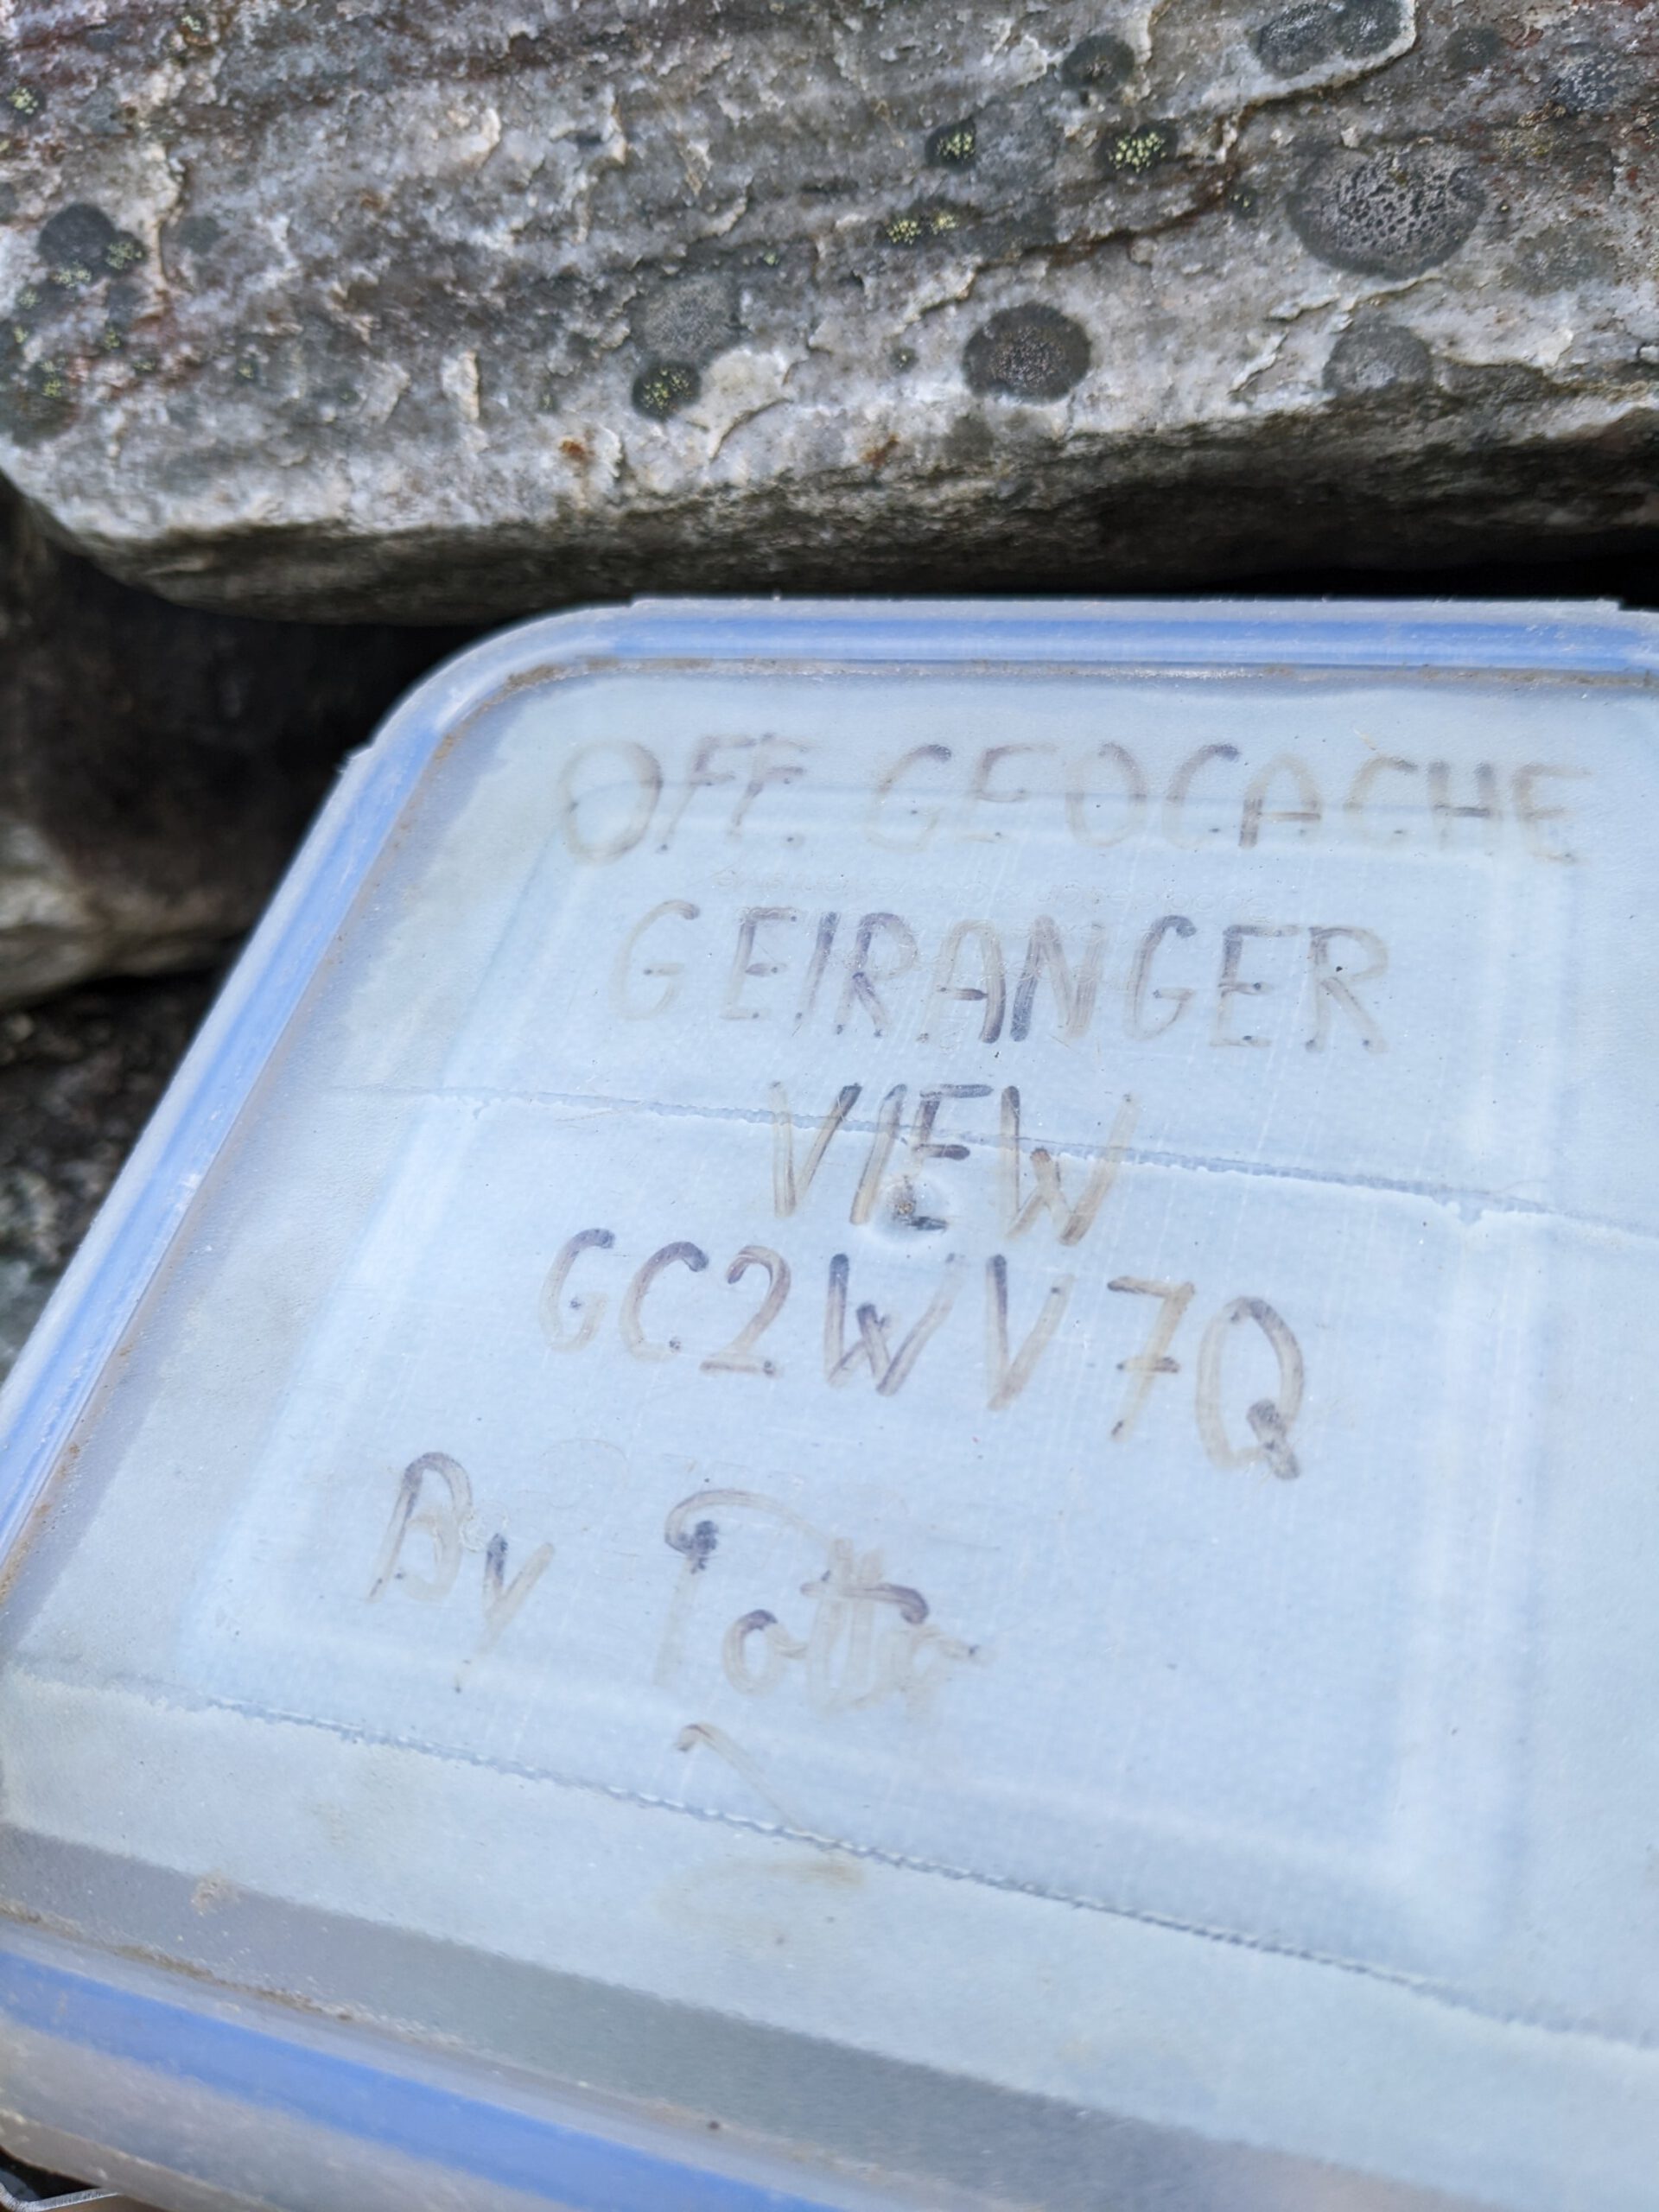 OFF. GEOCACHE
GEIRANGER
VIEW
GC2WV7Q
By